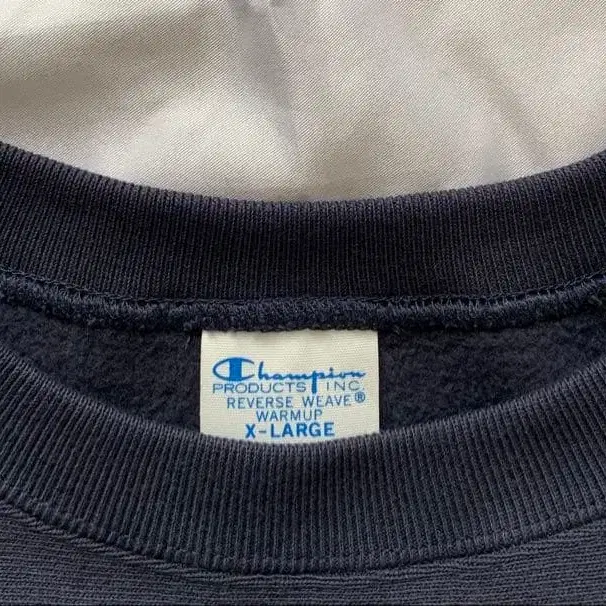 Champion
PRODUCTS INC
REVERSE WEAVE®
WARMUP
X-LARGE